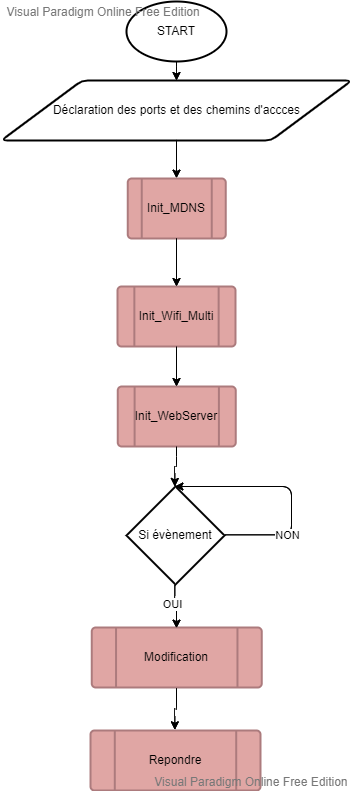 Visual Paradigm Online Free Edition
START
Déclaration des ports et des chemins d'accces
Init_MDNS
Init_Wifi_Multi
Init_WebServer
Si évènement
NON
OUI
Modification
Repondre
Visual Paradigm Online Free Edition